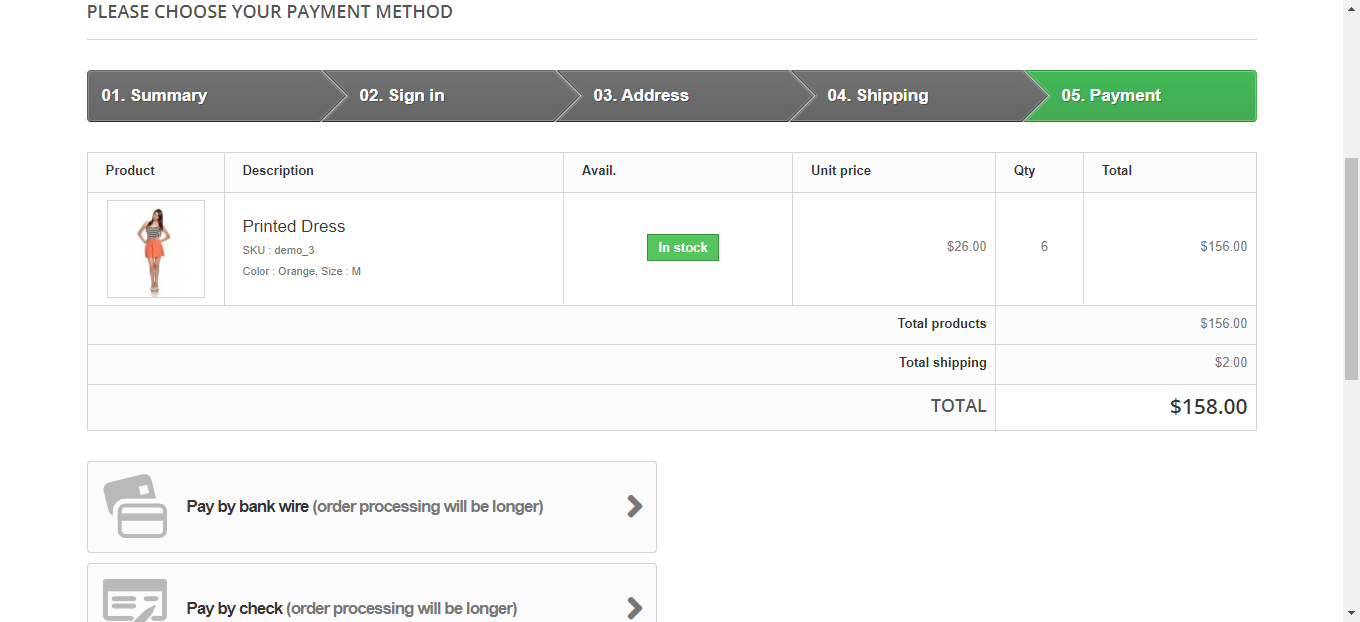 PLEASE CHOOSE YOUR PAYMENT METHOD
01. Summary 02. Sign in 03. Address 04. Shipping 05. Payment
Product Description Avail. Unit price Qty Total
Printed Dress
SKU : demo_3
Color : Orange, Size : M
In stock $26.00 6 $156.00
Total products $156.00
Total shipping $2.00
TOTAL $158.00
Pay by bank wire (order processing will be longer)
Pay by check (order processing will be longer)